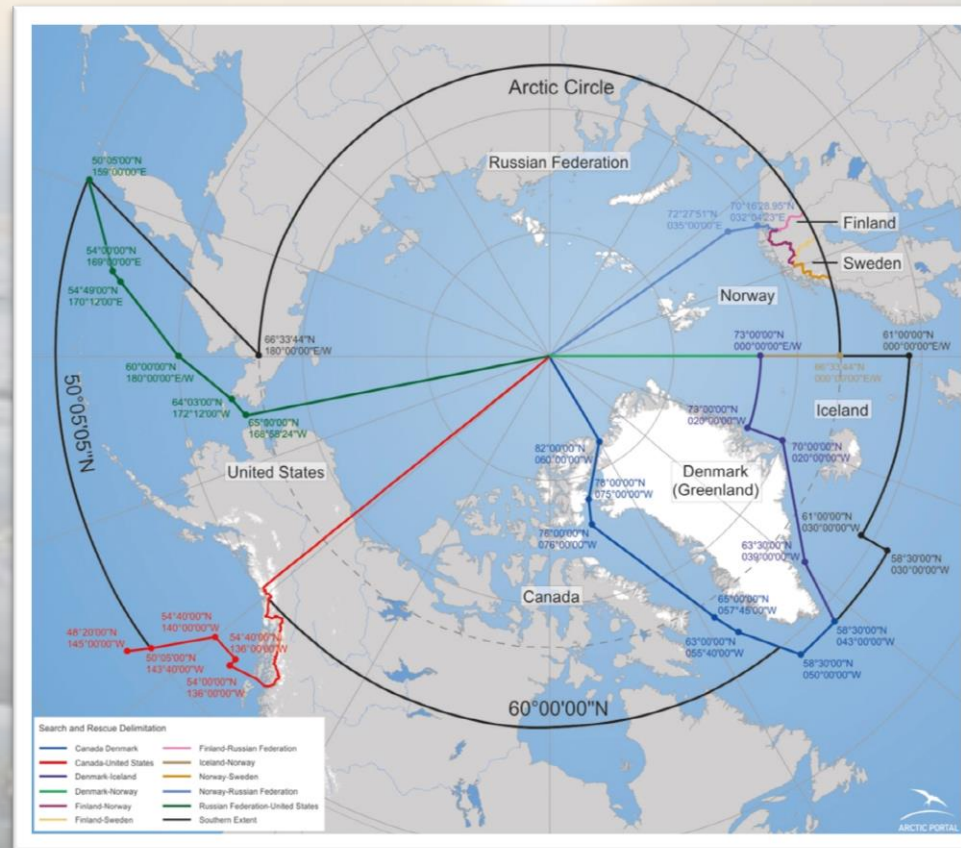 Arctic Circle
Russian Federation
50°05'00"N
159°00'00"E
72°27'51"N
035°00'00"E
70°16'28.95"N
032°04'23"E
Finland
Sweden
54°00'00"N
169°00'00"E
54°49'00"N
170°12'00"E
Norway
66°33'44"N
180°00'00"E/W
73°00'00"N
000°00'00"E/W
61°00'00"N
000°00'00"E/W
60°00'00"N
180°00'00"E/W
66°33'44"N
000°00'00"E/W
50°05'05"N
64°03'00"N
172°12'00"W
65°90'00"N
168°58'24"W
73°00'00"N
020°00'00"W
Iceland
70°00'00"N
020°00'00"W
United States
82°00'00"N
060°00'00"W
Denmark
(Greenland)
78°00'00"N
075°00'00"W
76°00'00"N
076°00'00"W
61°00'00"N
030°00'00"W
63°30'00"N
039°00'00"W
58°30'00"N
030°00'00"W
Canada
65°00'00"N
057°45'00"W
54°40'00"N
140°00'00"W
48°20'00"N
145°00'00"W
54°40'00"N
136°00'00"W
63°00'00"N
055°40'00"W
58°30'00"N
043°00'00"W
50°05'00"N
143°40'00"W
54°00'00"N
136°00'00"W
58°30'00"N
050°00'00"W
60°00'00"N
Search and Rescue Delimitation
Canada Denmark
Canada-United States
Denmark-Iceland
Denmark-Norway
Finland-Norway
Finland-Sweden
Finland-Russian Federation
Iceland-Norway
Norway-Sweden
Norway-Russian Federation
Russian Federation-United States
Southern Extent
ARCTIC PORTAL